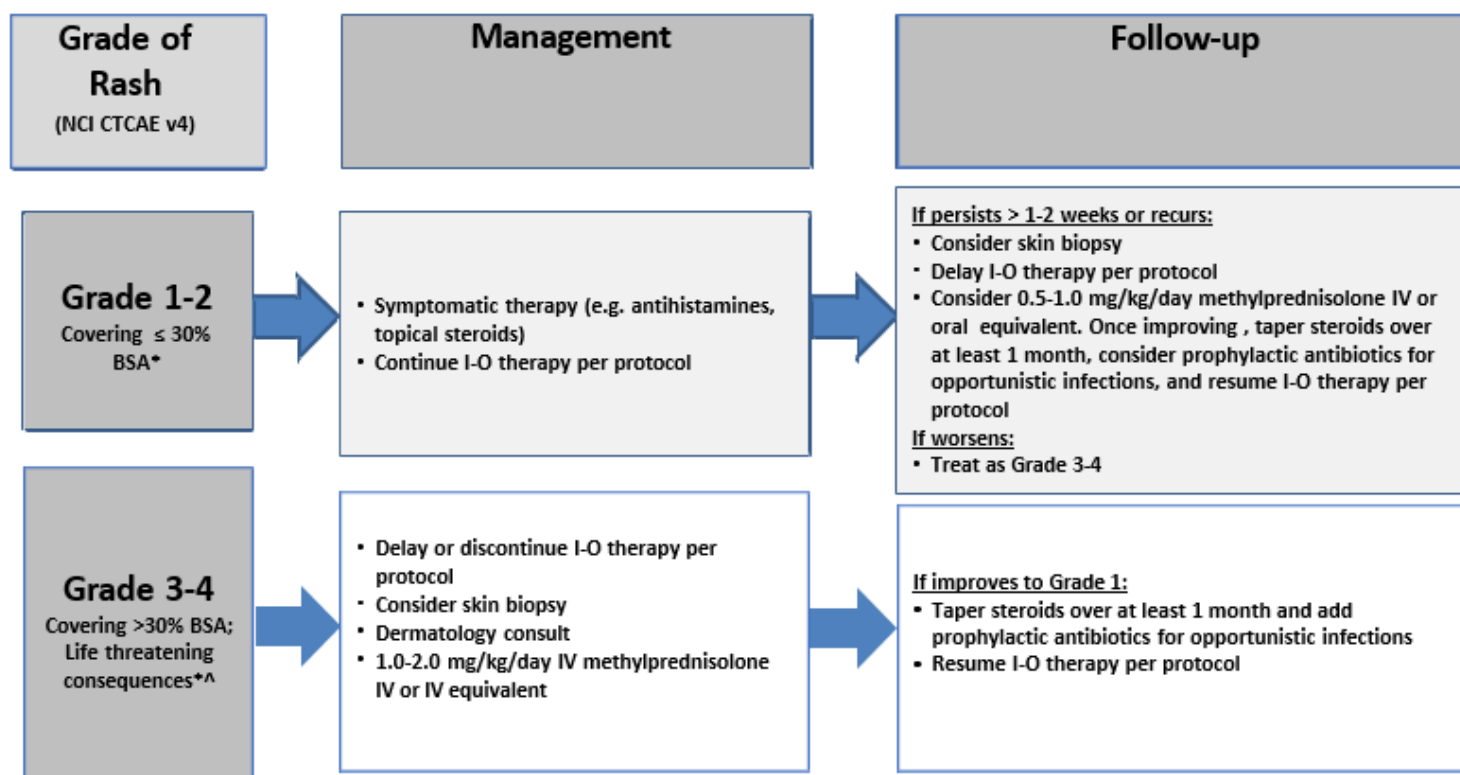 Grade of
Rash
(NCI CTCAE v4)
Management
Follow-up
Grade 1-2
Covering ≤ 30%
BSA*
• Symptomatic therapy (e.g. antihistamines,
topical steroids)
• Continue I-O therapy per protocol
If persists > 1-2 weeks or recurs:
• Consider skin biopsy
• Delay I-O therapy per protocol
• Consider 0.5-1.0 mg/kg/day methylprednisolone IV or
oral equivalent. Once improving , taper steroids over
at least 1 month, consider prophylactic antibiotics for
opportunistic infections, and resume I-O therapy per
protocol
If worsens:
• Treat as Grade 3-4
Grade 3-4
Covering >30% BSA;
Life threatening
consequences*^
• Delay or discontinue I-O therapy per
protocol
• Consider skin biopsy
• Dermatology consult
• 1.0-2.0 mg/kg/day IV methylprednisolone
IV or IV equivalent
If improves to Grade 1:
• Taper steroids over at least 1 month and add
prophylactic antibiotics for opportunistic infections
• Resume I-O therapy per protocol